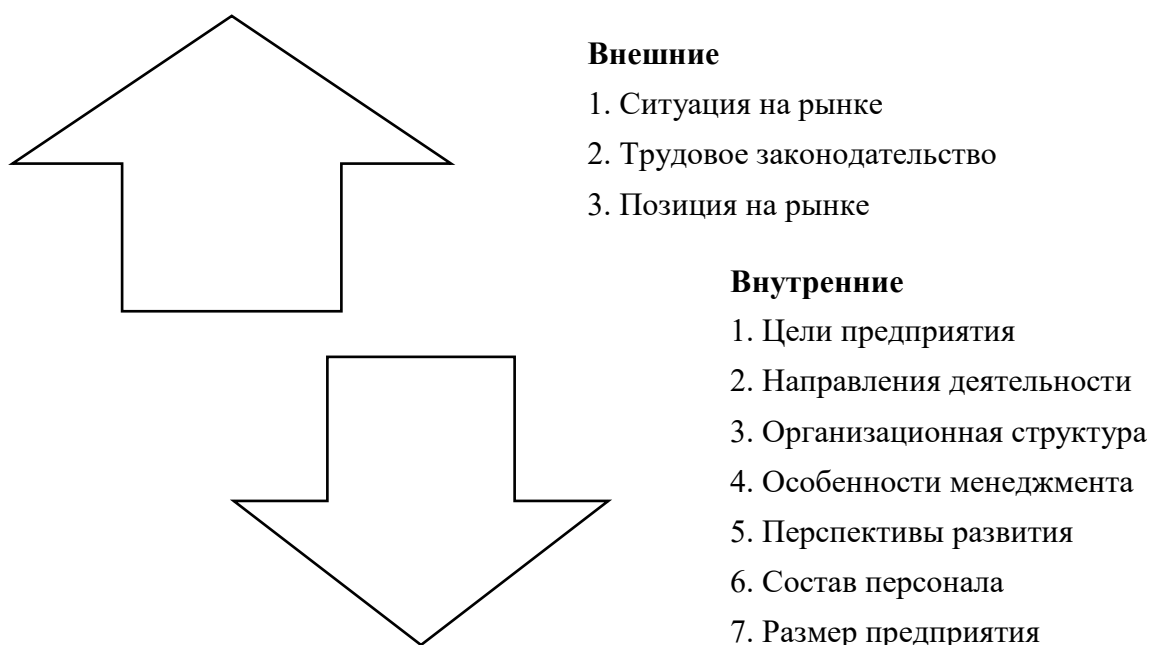 Внешние
1. Ситуация на рынке
2. Трудовое законодательство
3. Позиция на рынке
Внутренние
1. Цели предприятия
2. Направления деятельности
3. Организационная структура
4. Особенности менеджмента
5. Перспективы развития
6. Состав персонала
7. Размер предприятия